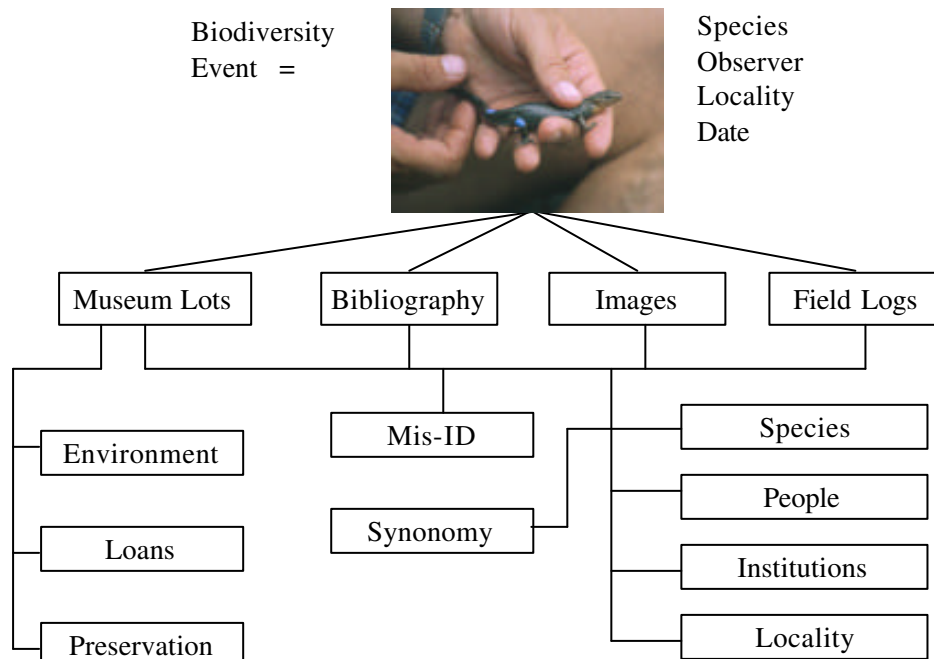 Biodiversity
Event =
Species
Observer
Locality
Date
Museum Lots
Bibliography
Images
Field Logs
Environment
Loans
Preservation
Mis-ID
Synonomy
Species
People
Institutions
Locality